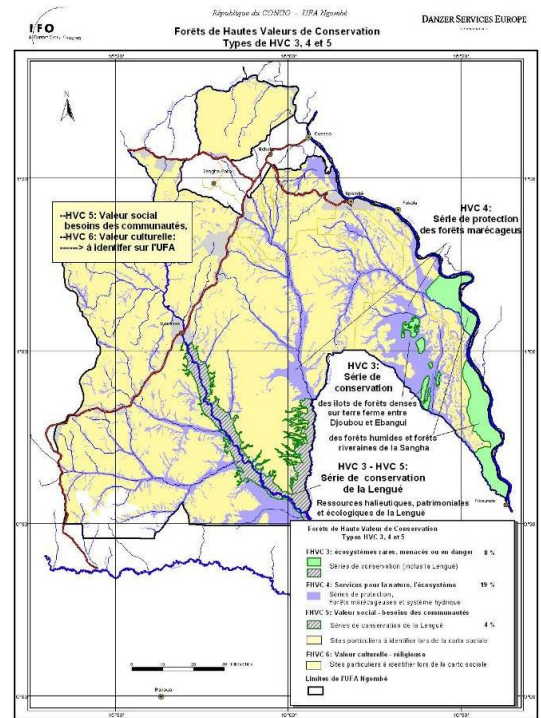 République du CONGO - UFA Ngombé
IFO
Forêts de Hautes Valeurs de Conservation
Types de HVC 3, 4 et 5
DANZER SERVICES EUROPE
--HVC 5: Valeur social
besoins des communautés,
--HVC 6: Valeur culturelle:
-----> à identifer sur l'UFA
HVC 4:
Série de protection
des forêts marécageus
HVC 3:
Série de
conservation
des îlots de forêts denses
sur terre ferme entre
Djoubou et Ebangui
des forêts humides et forêts
riveraines de la Sangha
HVC 3 - HVC 5:
Série de conservation
de la Lengué
Ressources halieutiques, patrimoniales
et écologiques de la Lengué
Pokola
Forêts de Haute Valeur de Conservation
Types HVC 3, 4 et 5
FHVC 3: écosystèmes rares, menacés ou en danger 8 %
Séries de conservation (inclus la Lengué)
FHVC 4: Services pour la nature, l'écosystème 19 %
Séries de protection,
Forêts marécageuses et système hydrique
FHVC 5: Valeur social - besoins des communautés
Séries de conservation de la Lengué 4 %
Sites particuliers à identifier lors de la carto sociale
FHVC 6: Valeur culturelle - réligieuse
Sites particuliers à identifier lors de la carto sociale
Limites de l'UFA Ngombé